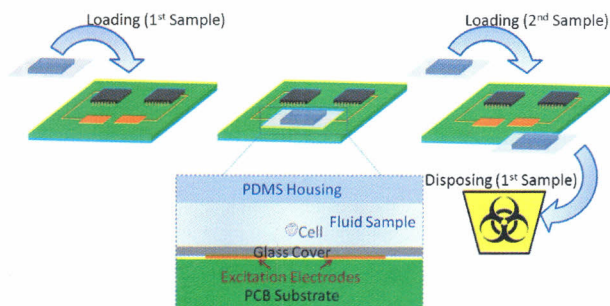 Loading (1st Sample)
Loading (2nd Sample)
PDMS Housing
Fluid Sample
Cell
Glass Cover
Excitation Electrodes
PCB Substrate
Disposing (1st Sample)